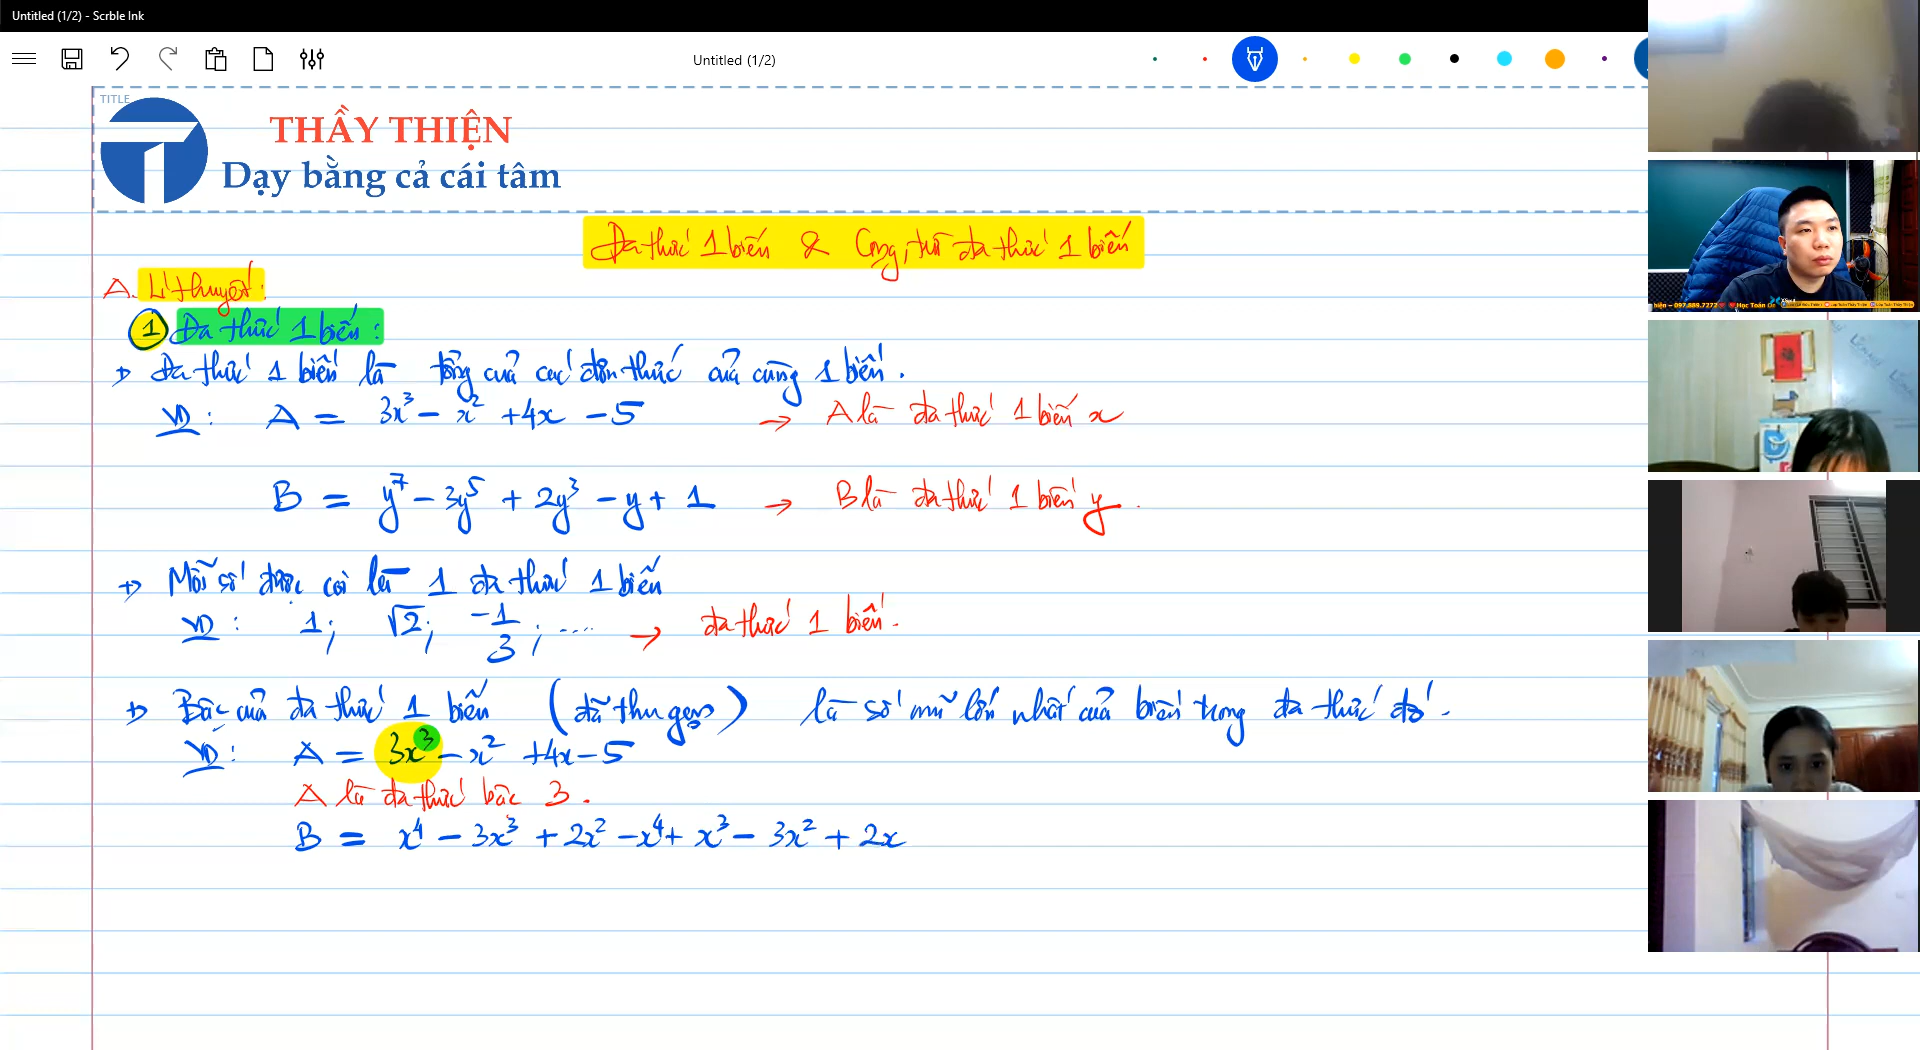 Untitled (1/2) - Scrble Ink
Untitled (1/2)
TITLE
THẦY THIỆN
Dạy bằng cả cái tâm
Đa thức 1 biến & Cộng, trừ đa thức 1 biến
A. Lí thuyết:
1 Đa thức 1 biến:
+> Đa thức 1 biến là tổng của các đơn thức của cùng 1 biến.
VD: A = 3x³ - x² + 4x - 5 → A là đa thức 1 biến x
B = y⁷ - 3y⁵ + 2y³ - y + 1 → B là đa thức 1 biến y.
+> Mỗi số được coi là 1 đa thức 1 biến
VD: 1; √2; -1/3; ... → đa thức 1 biến.
+> Bậc của đa thức 1 biến (đã thu gọn) là số mũ lớn nhất của biến trong đa thức đó.
VD: A = 3x³ - x² + 4x - 5
A là đa thức bậc 3.
B = x⁴ - 3x³ + 2x² - x⁴ + x³ - 3x² + 2x